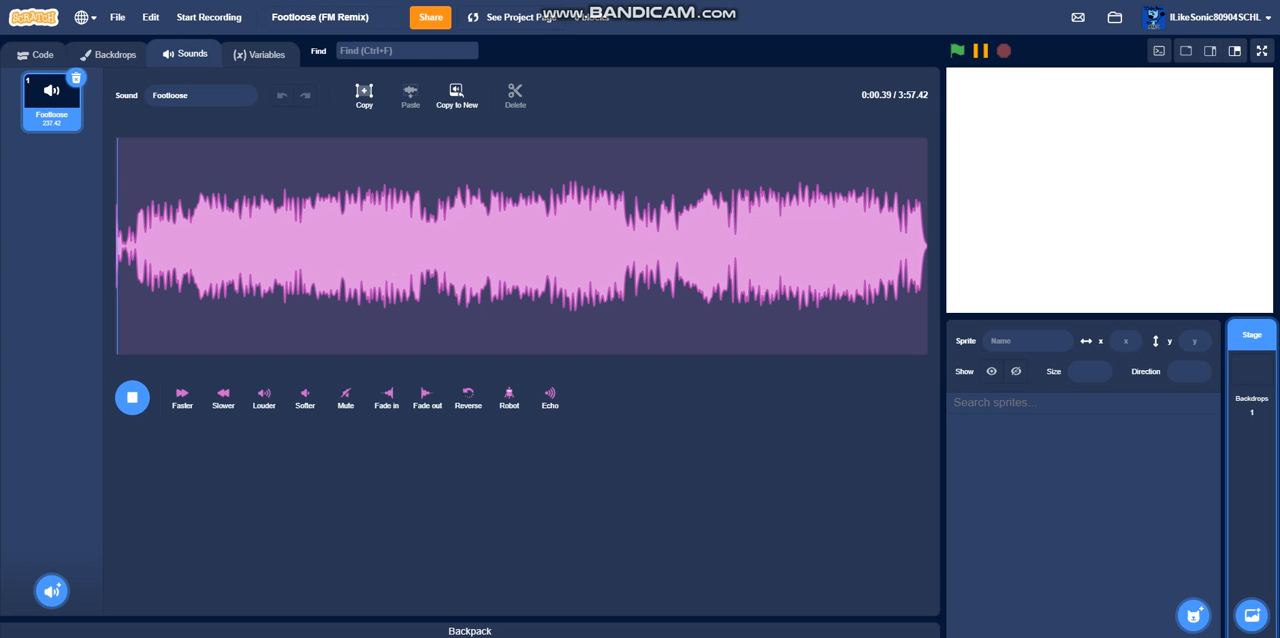 SCRATCH File Edit Start Recording Footloose (FM Remix) Share See Project Page ILikeSonic80904SCHL
www.BANDICAM.com
Code Backdrops Sounds (x) Variables Find Find (Ctrl+F)
1
Footloose
237.42
Sound Footloose Copy Paste Copy to New Delete 0:00.39 / 3:57.42
Faster Slower Louder Softer Mute Fade in Fade out Reverse Robot Echo
Sprite Name x x y y
Show Size Direction
Search sprites...
Stage
Backdrops
1
Backpack